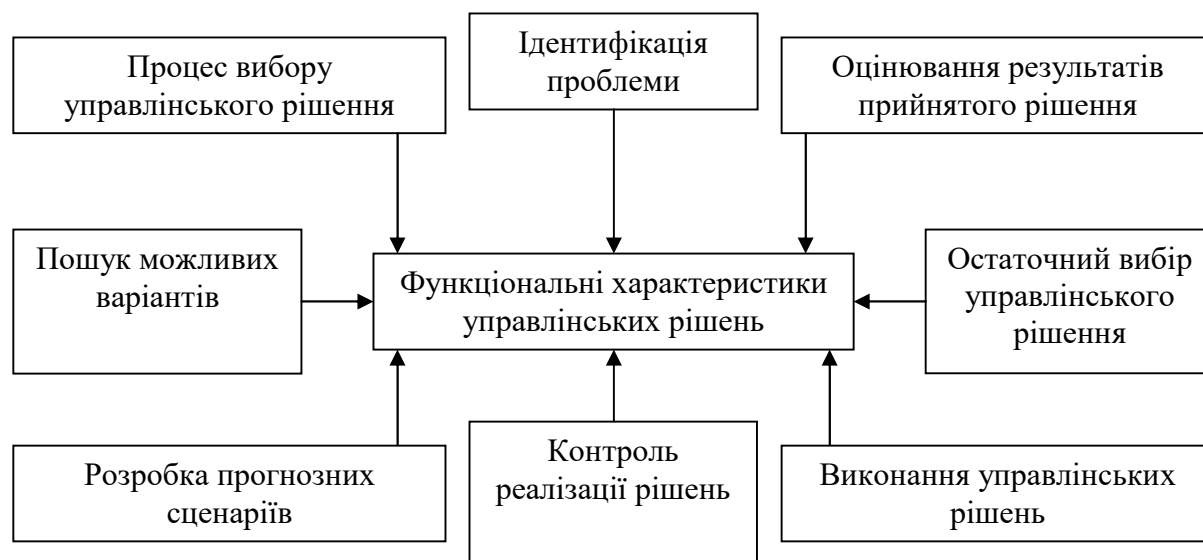 Процес вибору
управлінського рішення
Ідентифікація
проблеми
Оцінювання результатів
прийнятого рішення
Пошук можливих
варіантів
Функціональні характеристики
управлінських рішень
Остаточний вибір
управлінського
рішення
Розробка прогнозних
сценаріїв
Контроль
реалізації рішень
Виконання управлінських
рішень